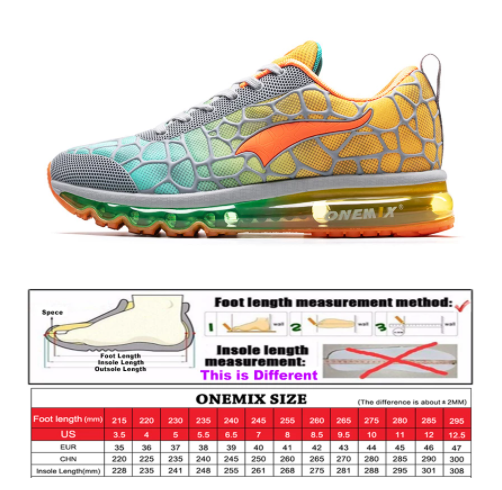 ONEMIX
Foot length measurement method:
Spece
1 wall 2 wall 3 wall
Foot Length
Insole Length
Outsole Length
Insole length
measurement:
This is Different
ONEMIX SIZE (The difference is about ± 2MM)
Foot length (mm) 215 220 230 235 240 245 255 260 265 275 280 285 295
US 3.5 4 5 5.5 6.5 7 8 8.5 9.5 10 11 12 12.5
EUR 35 36 37 38 39 40 41 42 43 44 45 46 47
CHN 220 225 235 240 245 250 260 265 270 280 285 290 300
Insole Length(mm) 228 235 241 248 255 261 268 275 281 288 295 301 308